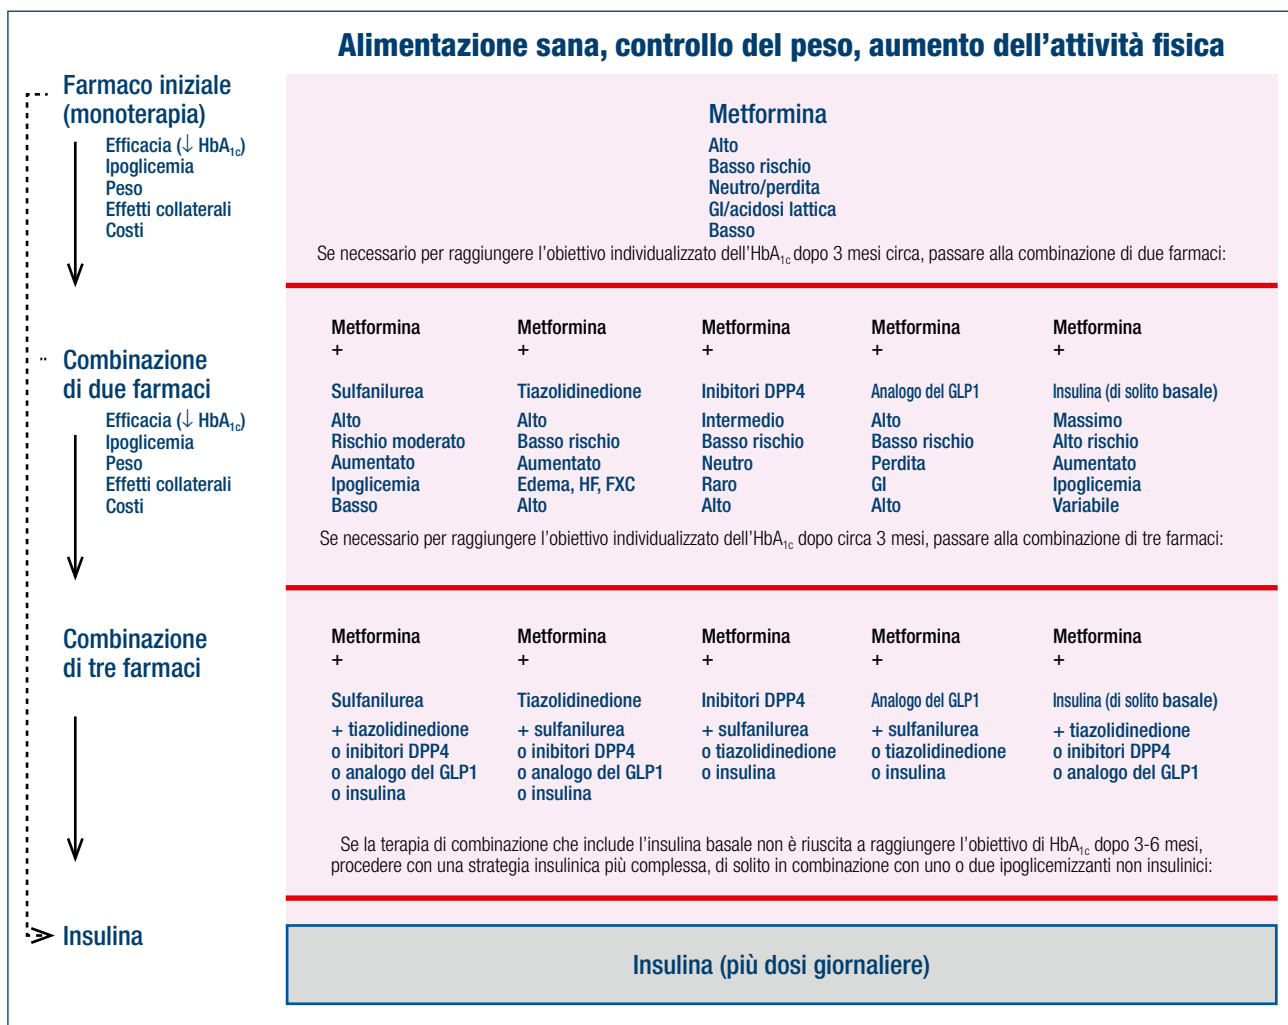 Alimentazione sana, controllo del peso, aumento dell'attività fisica
Farmaco iniziale
(monoterapia)
Efficacia (↓ HbA1c)
Ipoglicemia
Peso
Effetti collaterali
Costi
Metformina
Alto
Basso rischio
Neutro/perdita
GI/acidosi lattica
Basso
Se necessario per raggiungere l'obiettivo individualizzato dell'HbA1c dopo 3 mesi circa, passare alla combinazione di due farmaci:
Combinazione
di due farmaci
Efficacia (↓ HbA1c)
Ipoglicemia
Peso
Effetti collaterali
Costi
Metformina
+
Sulfanilurea
Alto
Rischio moderato
Aumentato
Ipoglicemia
Basso
Metformina
+
Tiazolidinedione
Alto
Basso rischio
Aumentato
Edema, HF, FXC
Alto
Metformina
+
Inibitori DPP4
Intermedio
Basso rischio
Neutro
Raro
Alto
Metformina
+
Analogo del GLP1
Alto
Basso rischio
Perdita
GI
Alto
Metformina
+
Insulina (di solito basale)
Massimo
Alto rischio
Aumentato
Ipoglicemia
Variabile
Se necessario per raggiungere l'obiettivo individualizzato dell'HbA1c dopo circa 3 mesi, passare alla combinazione di tre farmaci:
Combinazione
di tre farmaci
Metformina
+
Sulfanilurea
+ tiazolidinedione
o inibitori DPP4
o analogo del GLP1
o insulina
Metformina
+
Tiazolidinedione
+ sulfanilurea
o inibitori DPP4
o analogo del GLP1
o insulina
Metformina
+
Inibitori DPP4
+ sulfanilurea
o tiazolidinedione
o insulina
Metformina
+
Analogo del GLP1
+ sulfanilurea
o tiazolidinedione
o insulina
Metformina
+
Insulina (di solito basale)
+ tiazolidinedione
o inibitori DPP4
o analogo del GLP1
Se la terapia di combinazione che include l'insulina basale non è riuscita a raggiungere l'obiettivo di HbA1c dopo 3-6 mesi,
procedere con una strategia insulinica più complessa, di solito in combinazione con uno o due ipoglicemizzanti non insulinici:
Insulina
Insulina (più dosi giornaliere)